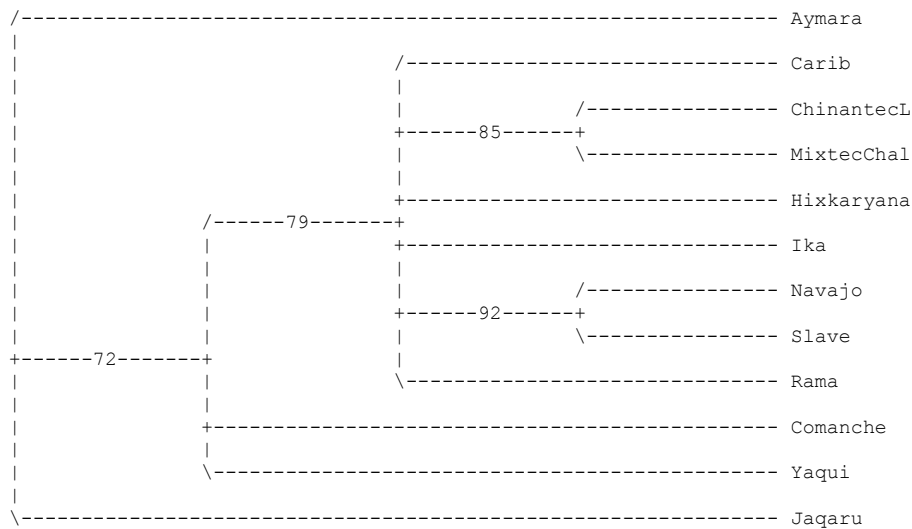 Aymara
Carib
ChinantecL
85
MixtecChal
Hixkaryana
79
Ika
Navajo
92
Slave
72
Rama
Comanche
Yaqui
Jaqaru